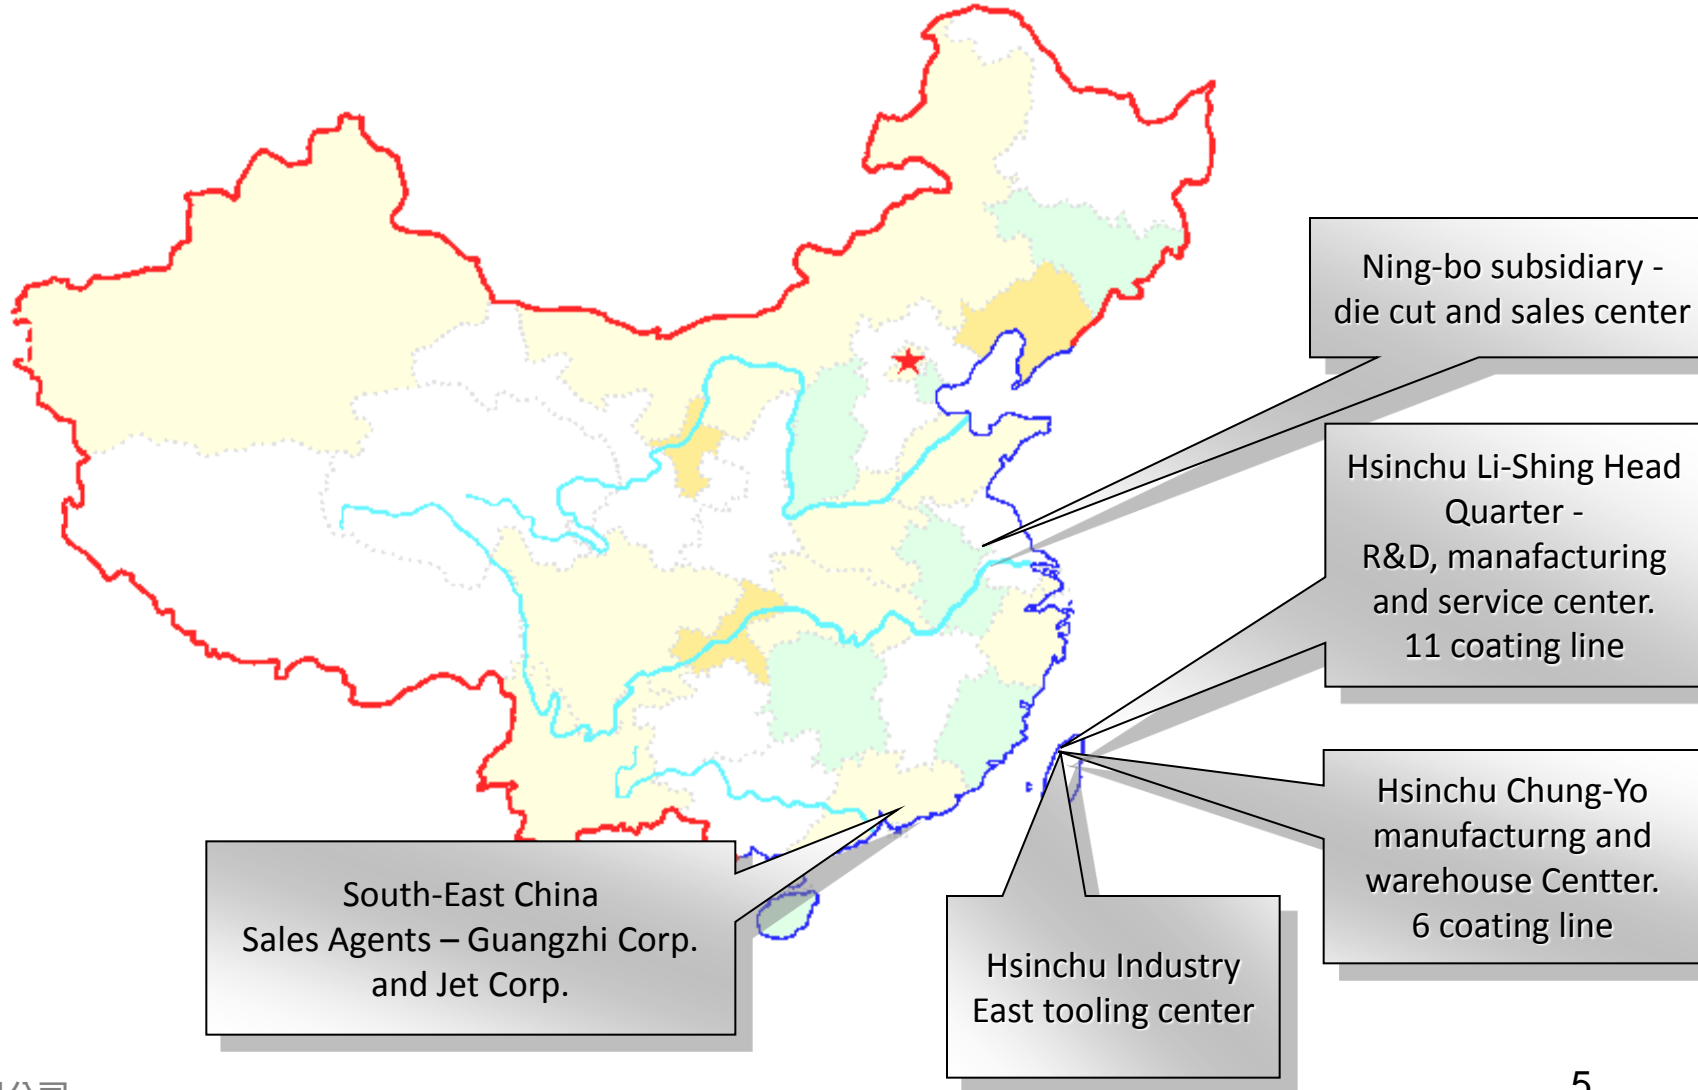 Ning-bo subsidiary -
die cut and sales center
Hsinchu Li-Shing Head
Quarter -
R&D, manafacturing
and service center.
11 coating line
Hsinchu Chung-Yo
manufacturng and
warehouse Centter.
6 coating line
South-East China
Sales Agents – Guangzhi Corp.
and Jet Corp.
Hsinchu Industry
East tooling center
公司
5